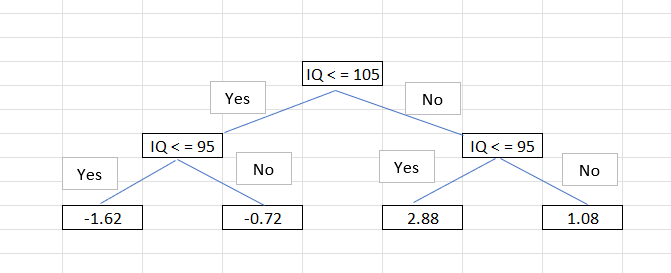 IQ < = 105
Yes
No
IQ < = 95
IQ < = 95
Yes
No
Yes
No
-1.62
-0.72
2.88
1.08